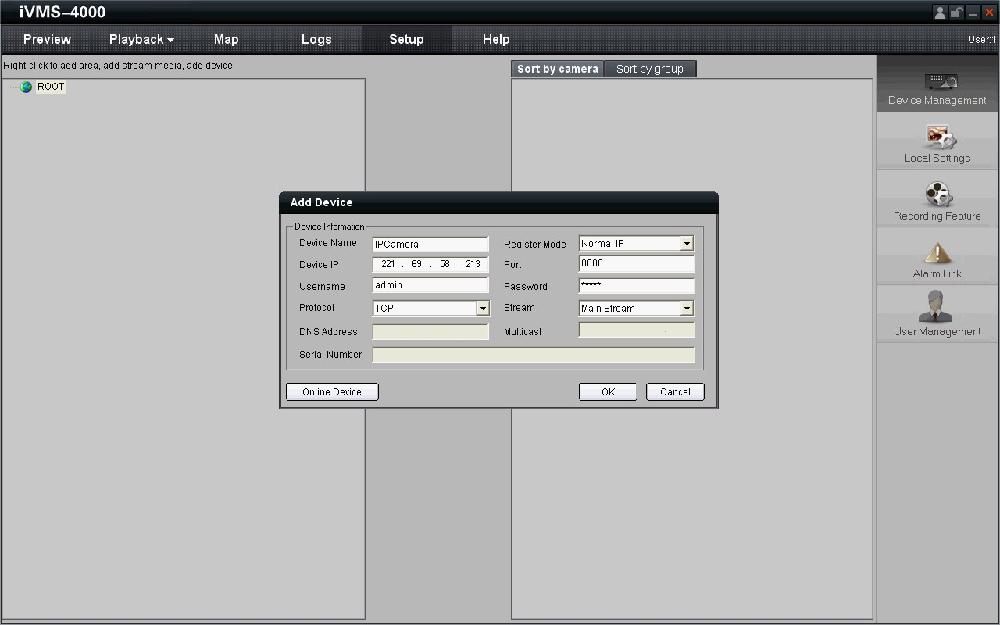 iVMS-4000
Preview Playback Map Logs Setup Help User:1
Right-click to add area, add stream media, add device
ROOT
Sort by camera Sort by group
Device Management
Local Settings
Recording Feature
Alarm Link
User Management
Add Device
Device Information
Device Name IPCamera Register Mode Normal IP
Device IP 221 . 69 . 58 . 213 Port 8000
Username admin Password *****
Protocol TCP Stream Main Stream
DNS Address . . . Multicast . . .
Serial Number
Online Device OK Cancel